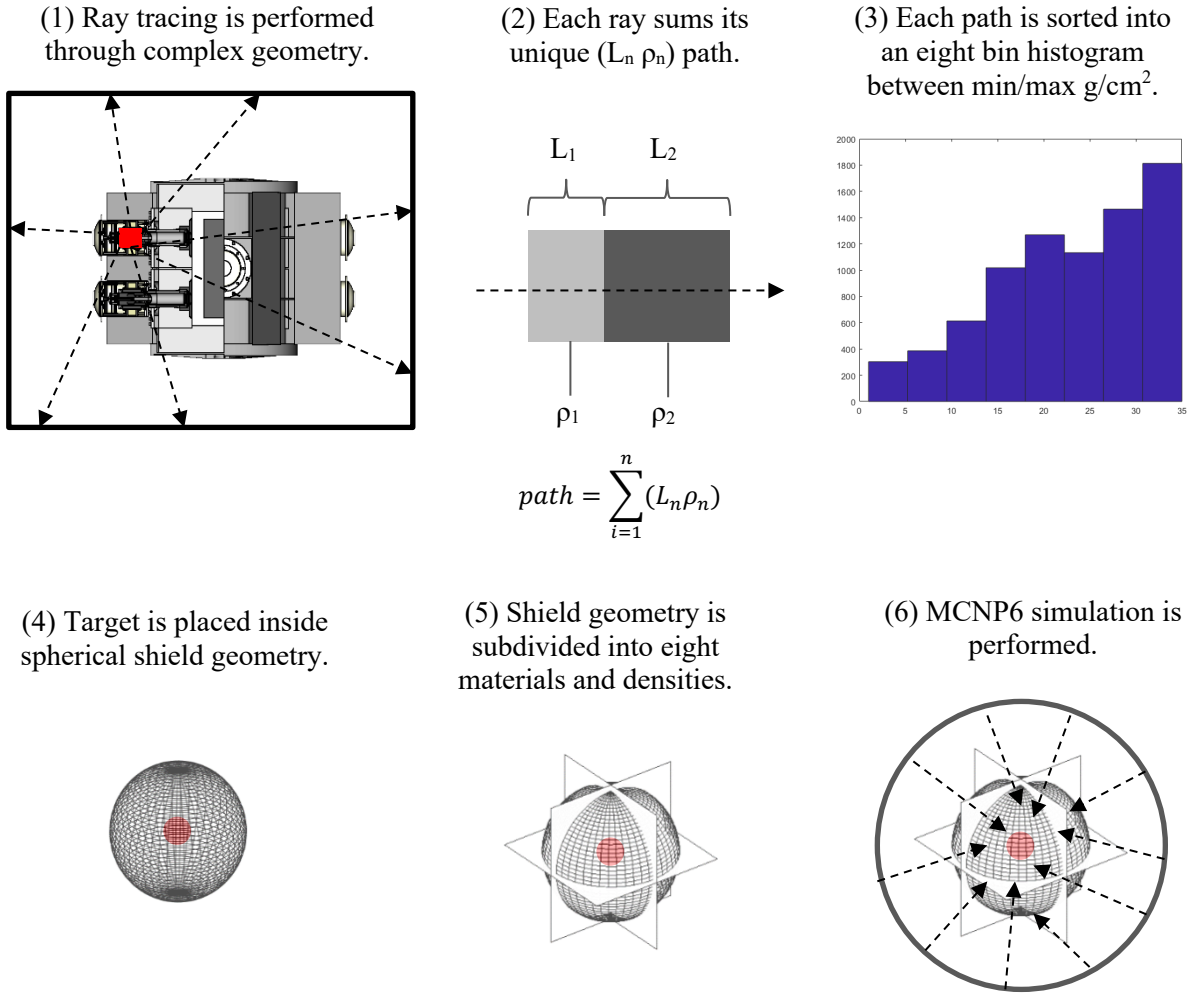 (1) Ray tracing is performed
through complex geometry.
(2) Each ray sums its
unique (Lₙ ρₙ) path.
(3) Each path is sorted into
an eight bin histogram
between min/max g/cm².
L₁ L₂
ρ₁ ρ₂
path = ∑ⁿᵢ₌₁(Lₙρₙ)
2000
1800
1600
1400
1200
1000
800
600
400
200
0
0 5 10 15 20 25 30 35
(4) Target is placed inside
spherical shield geometry.
(5) Shield geometry is
subdivided into eight
materials and densities.
(6) MCNP6 simulation is
performed.